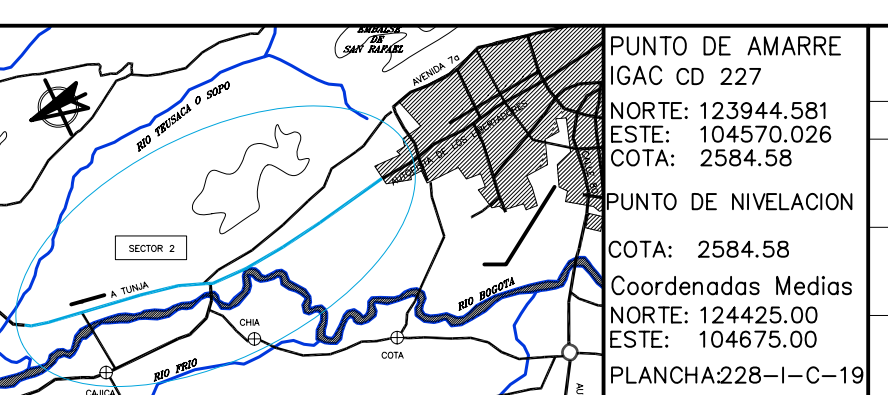 EMBALSE
DE
SAN RAFAEL
AVENIDA 7a
RIO TEUSACA O SOPO
AUTOPISTA DE LOS LIBERTADORES
SECTOR 2
A TUNJA
RIO BOGOTA
CHIA
COTA
RIO FRIO
CAJICA
PUNTO DE AMARRE
IGAC CD 227
NORTE: 123944.581
ESTE: 104570.026
COTA: 2584.58
PUNTO DE NIVELACION
COTA: 2584.58
Coordenadas Medias
NORTE: 124425.00
ESTE: 104675.00
PLANCHA:228-I-C-19